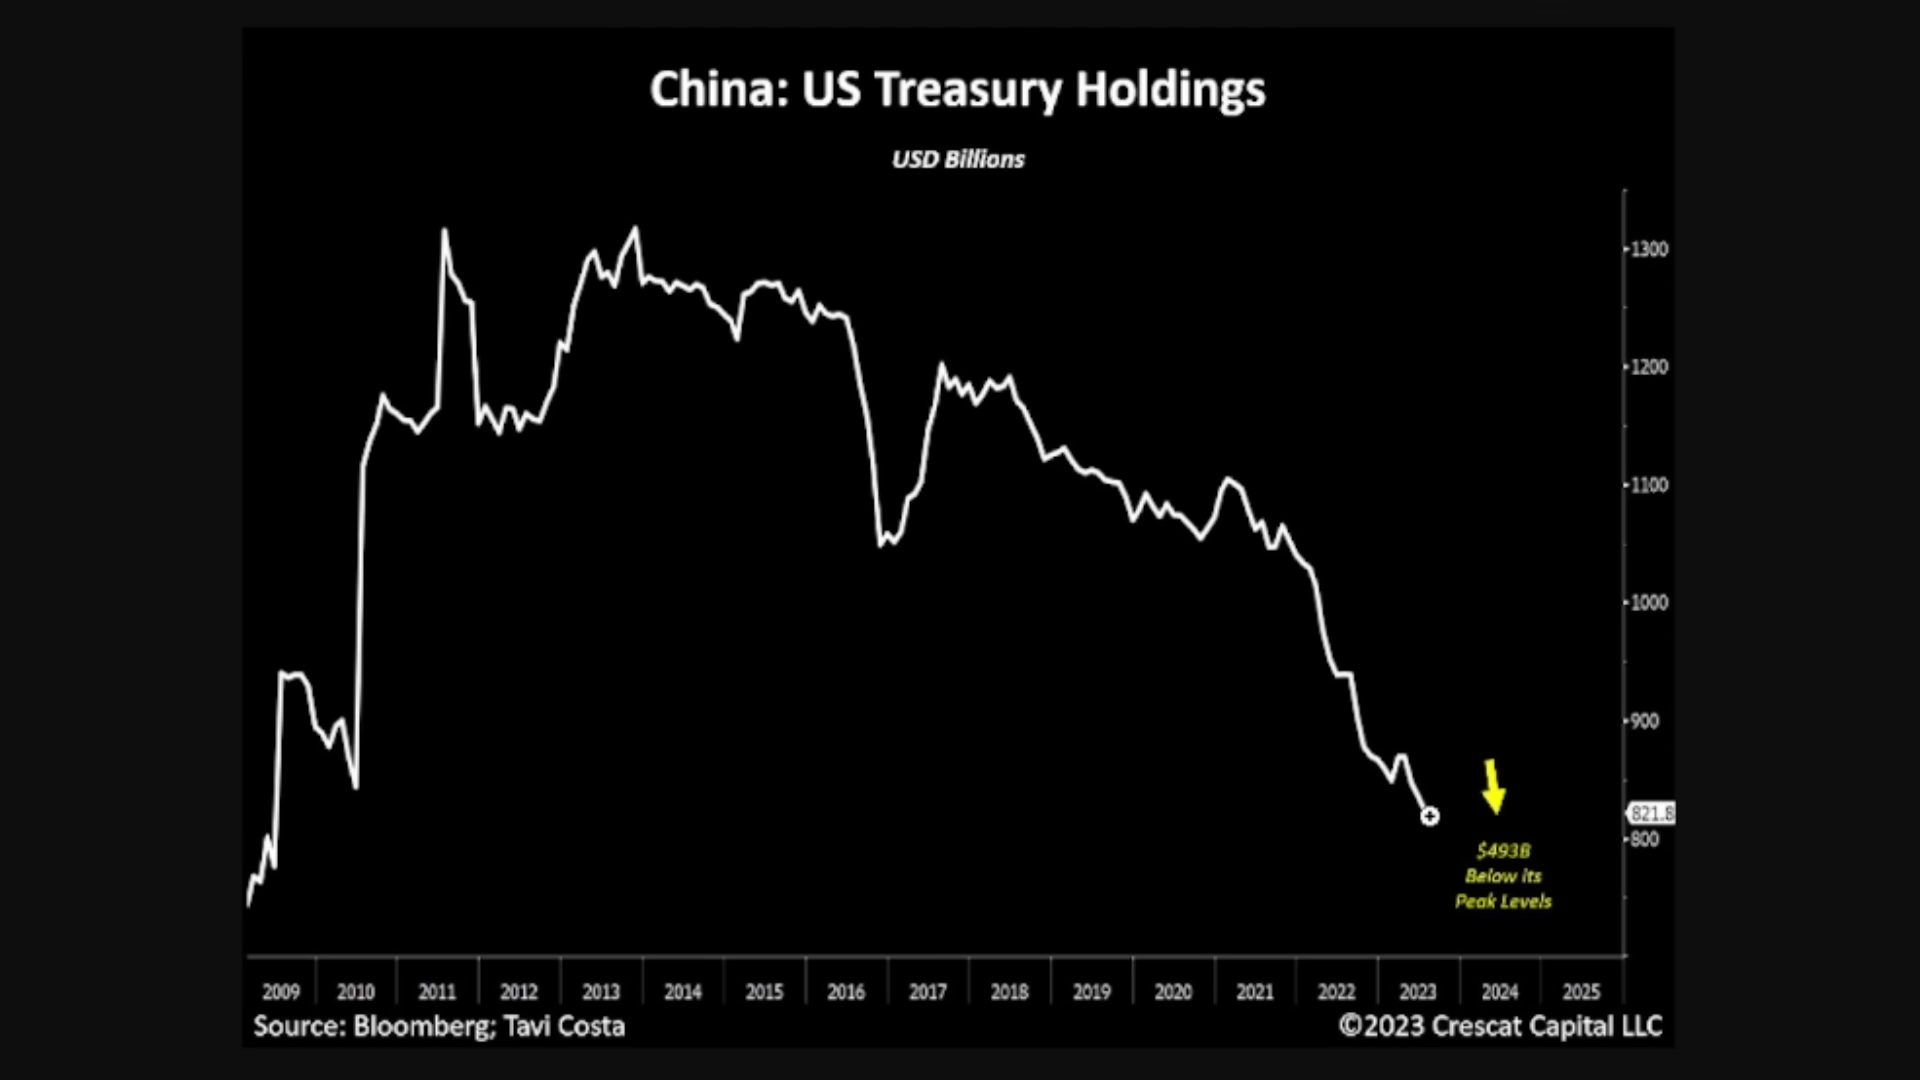 China: US Treasury Holdings
USD Billions
1300
1200
1100
1000
900
821.8
800
$493B
Below its
Peak Levels
2009 2010 2011 2012 2013 2014 2015 2016 2017 2018 2019 2020 2021 2022 2023 2024 2025
Source: Bloomberg; Tavi Costa
©2023 Crescat Capital LLC